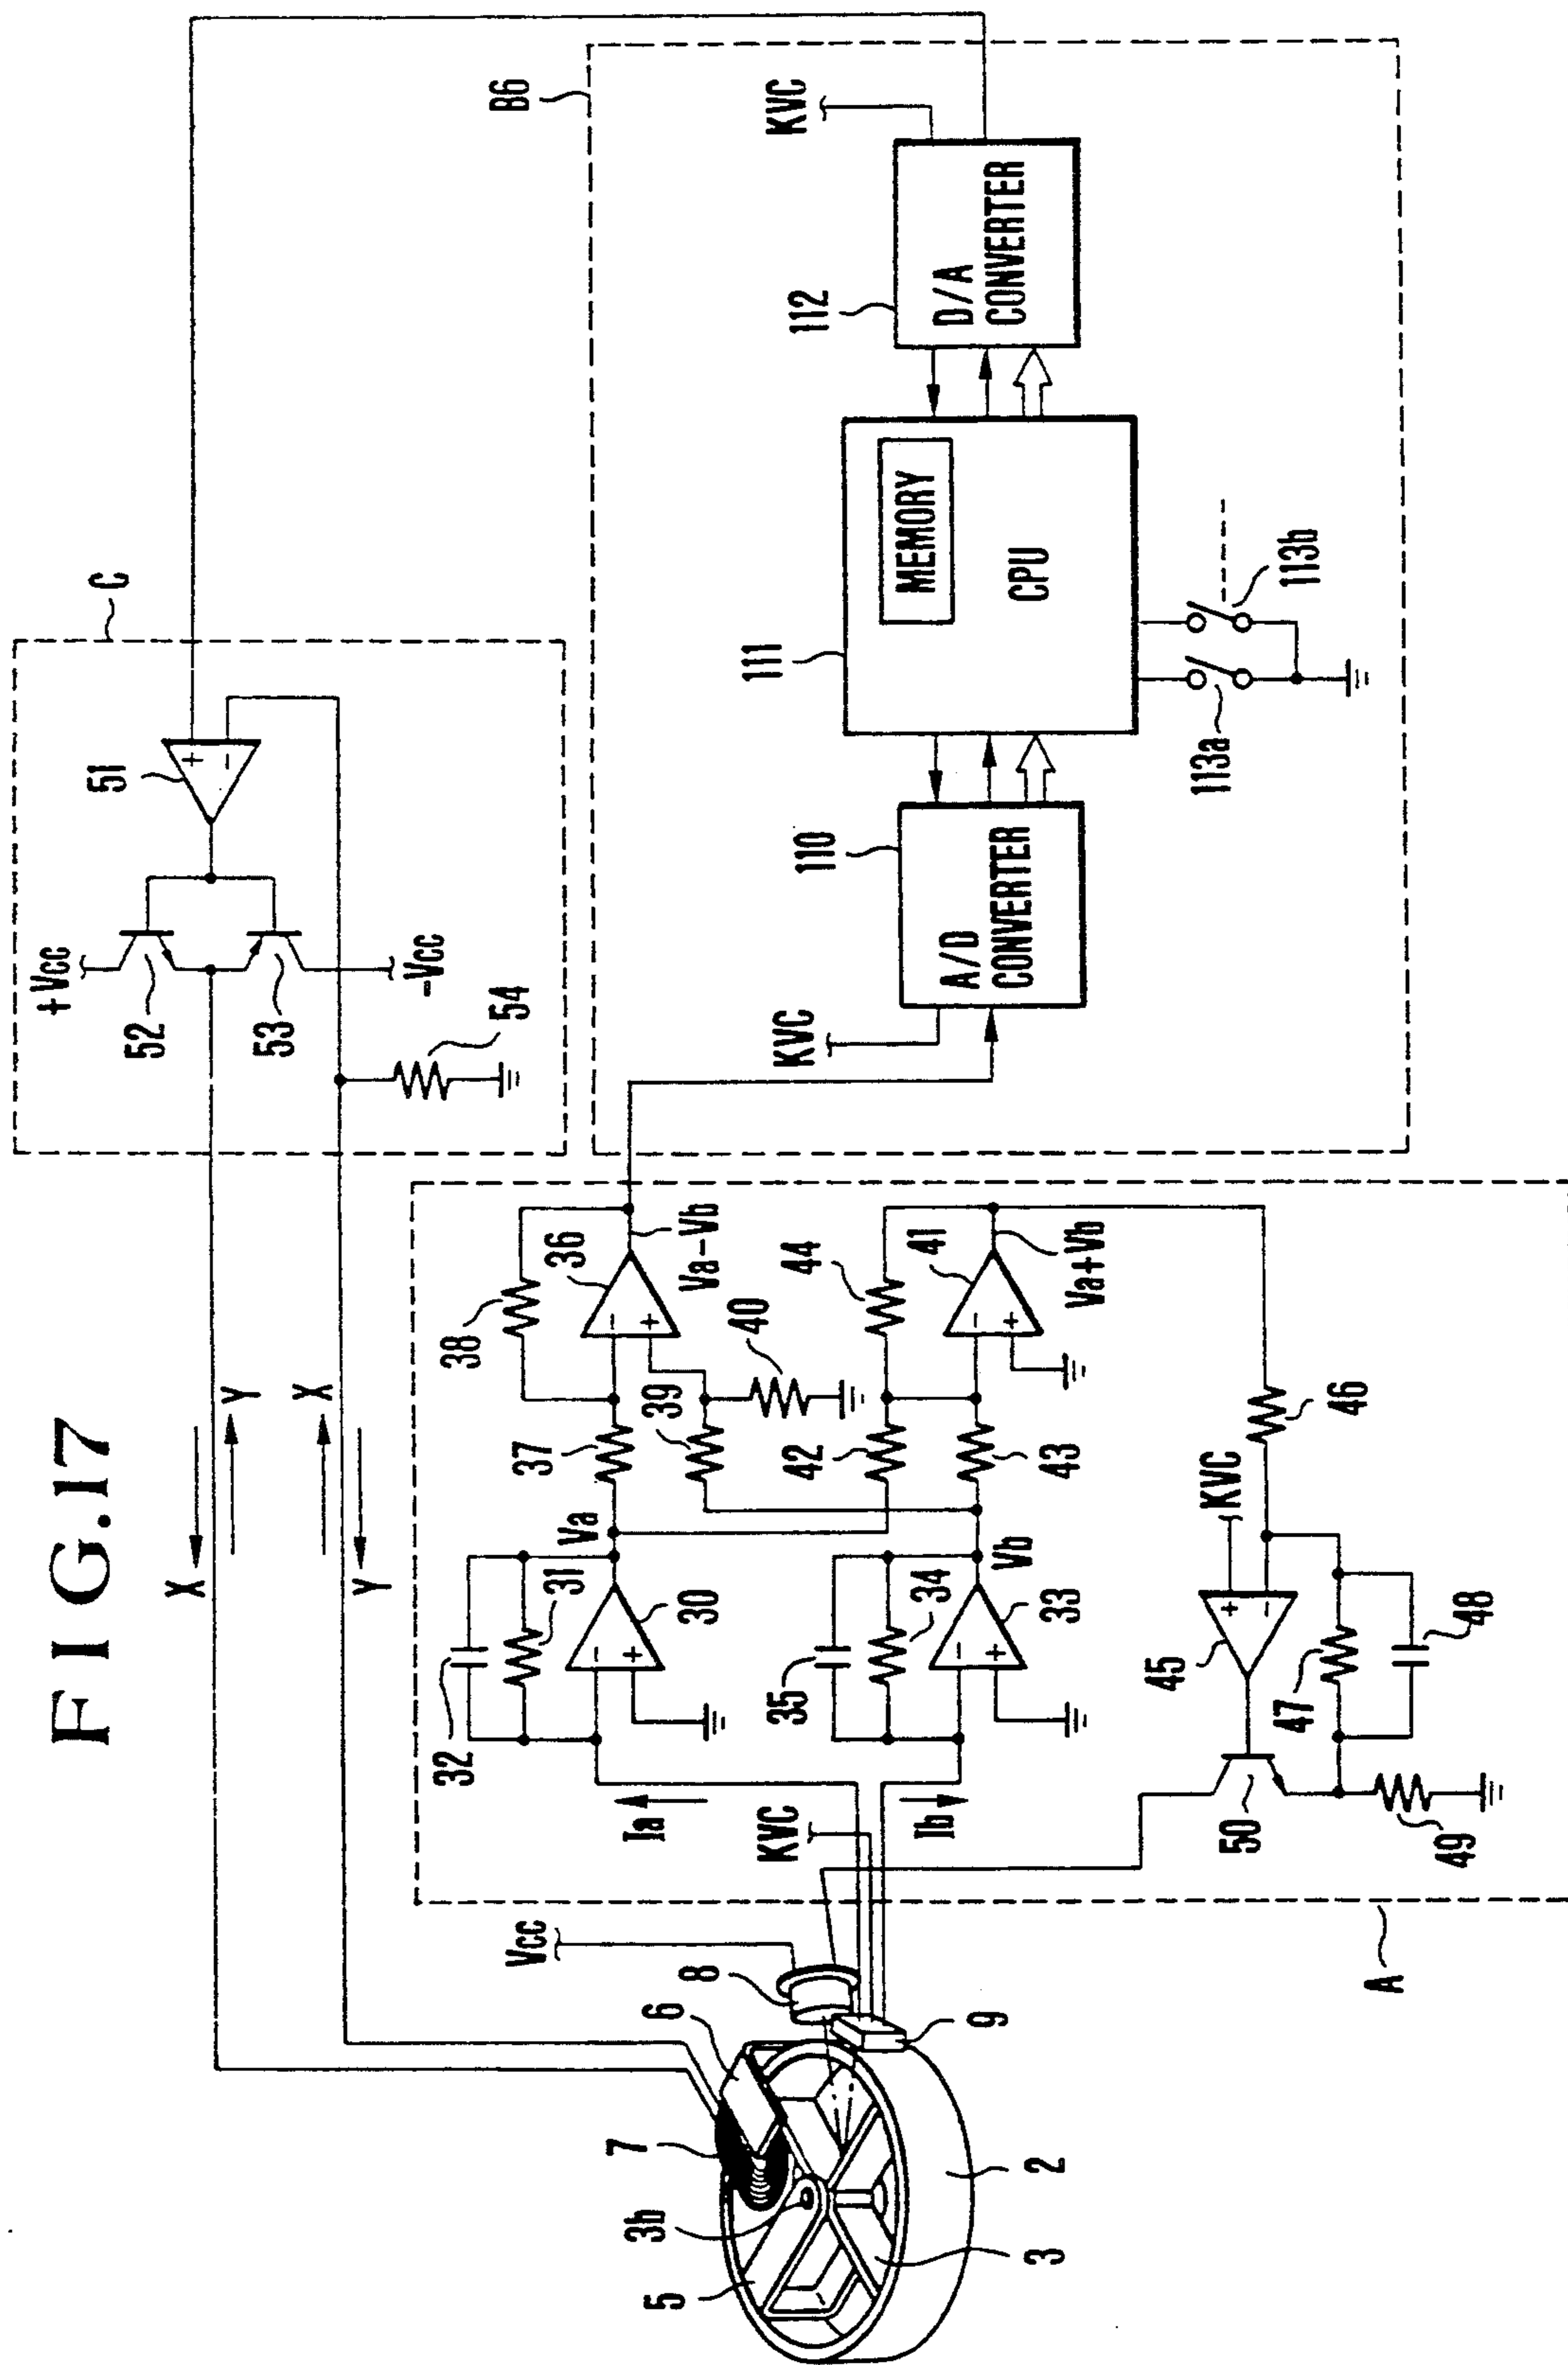 FIG.17
X
Y
X
Y
C
+Vcc
52
53
-Vcc
54
51
B6
KVC
A/D
CONVERTER
110
111
MEMORY
CPU
113a
113b
112
D/A
CONVERTER
KVC
A
32
31
30
Va
37
38
36
Va-Vb
39
40
35
34
33
Vb
42
43
44
41
Va+Vb
Ia
KVC
Ib
45
KVC
46
47
48
49
50
Vcc
8
6
7
9
3b
5
3
2